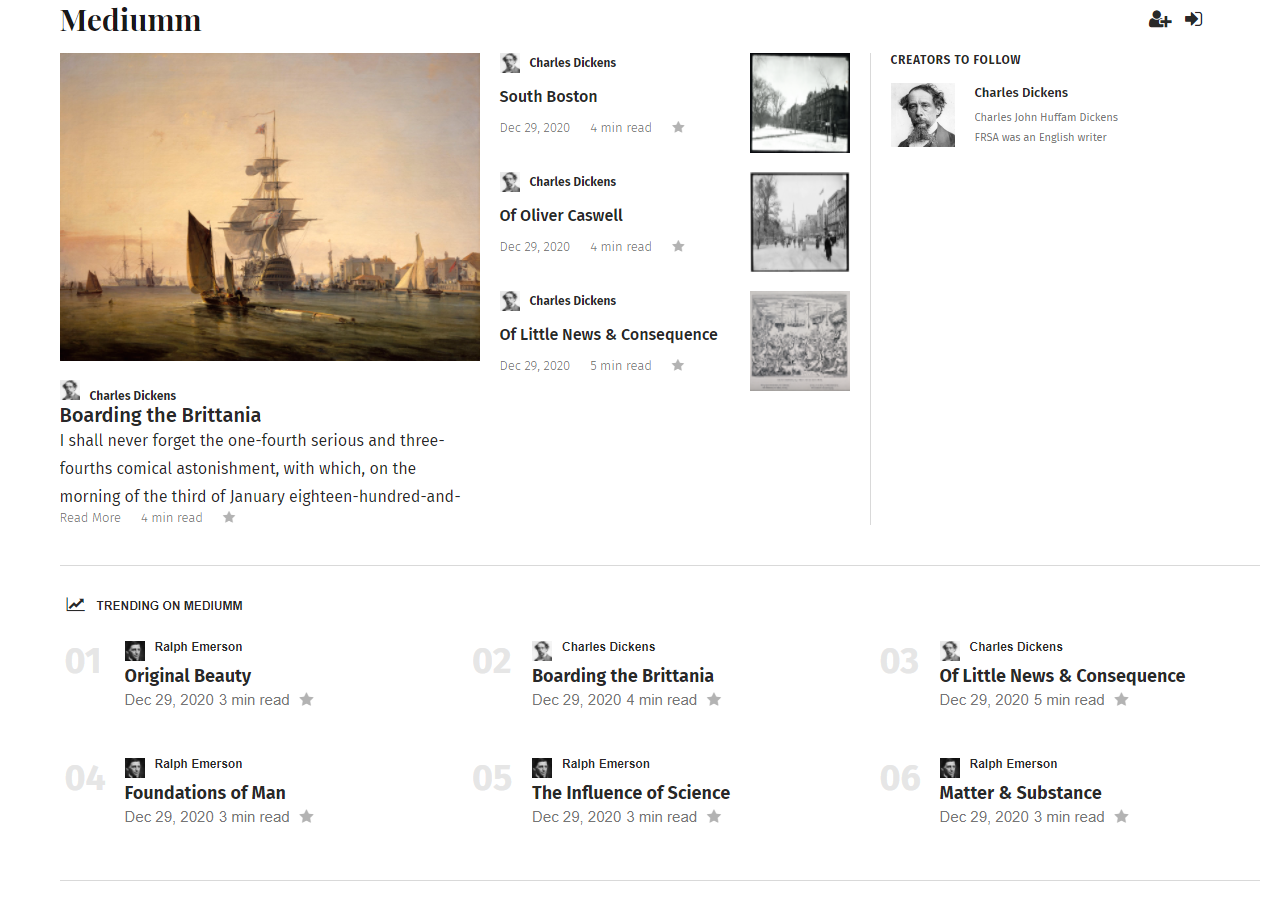 Mediumm
Charles Dickens
Boarding the Brittania
I shall never forget the one-fourth serious and three-
fourths comical astonishment, with which, on the
morning of the third of January eighteen-hundred-and-
Read More 4 min read
Charles Dickens
South Boston
Dec 29, 2020 4 min read
Charles Dickens
Of Oliver Caswell
Dec 29, 2020 4 min read
Charles Dickens
Of Little News & Consequence
Dec 29, 2020 5 min read
CREATORS TO FOLLOW
Charles Dickens
Charles John Huffam Dickens
FRSA was an English writer
TRENDING ON MEDIUMM
01
Ralph Emerson
Original Beauty
Dec 29, 2020 3 min read
02
Charles Dickens
Boarding the Brittania
Dec 29, 2020 4 min read
03
Charles Dickens
Of Little News & Consequence
Dec 29, 2020 5 min read
04
Ralph Emerson
Foundations of Man
Dec 29, 2020 3 min read
05
Ralph Emerson
The Influence of Science
Dec 29, 2020 3 min read
06
Ralph Emerson
Matter & Substance
Dec 29, 2020 3 min read